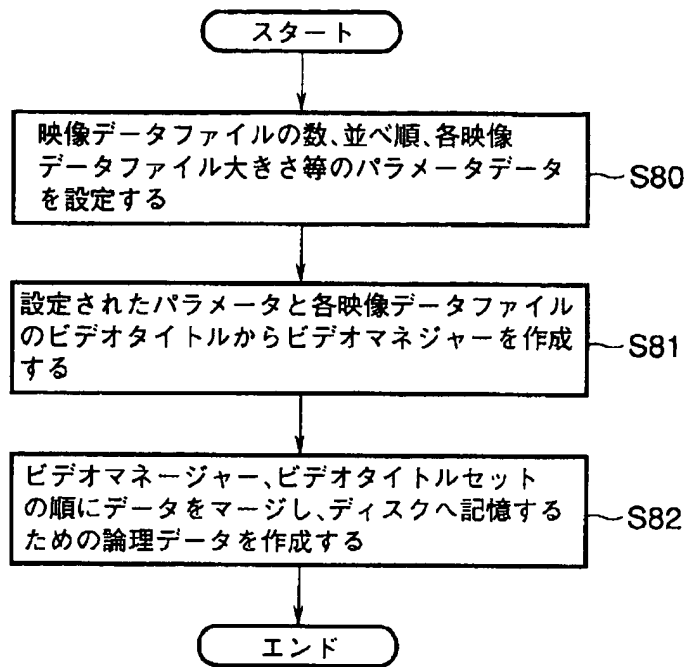 スタート
映像データファイルの数、並べ順、各映像
データファイル大きさ等のパラメータデータ
を設定する
S80
設定されたパラメータと各映像データファイル
のビデオタイトルからビデオマネジャーを作成
する
S81
ビデオマネージャー、ビデオタイトルセット
の順にデータをマージし、ディスクへ記憶する
ための論理データを作成する
S82
エンド